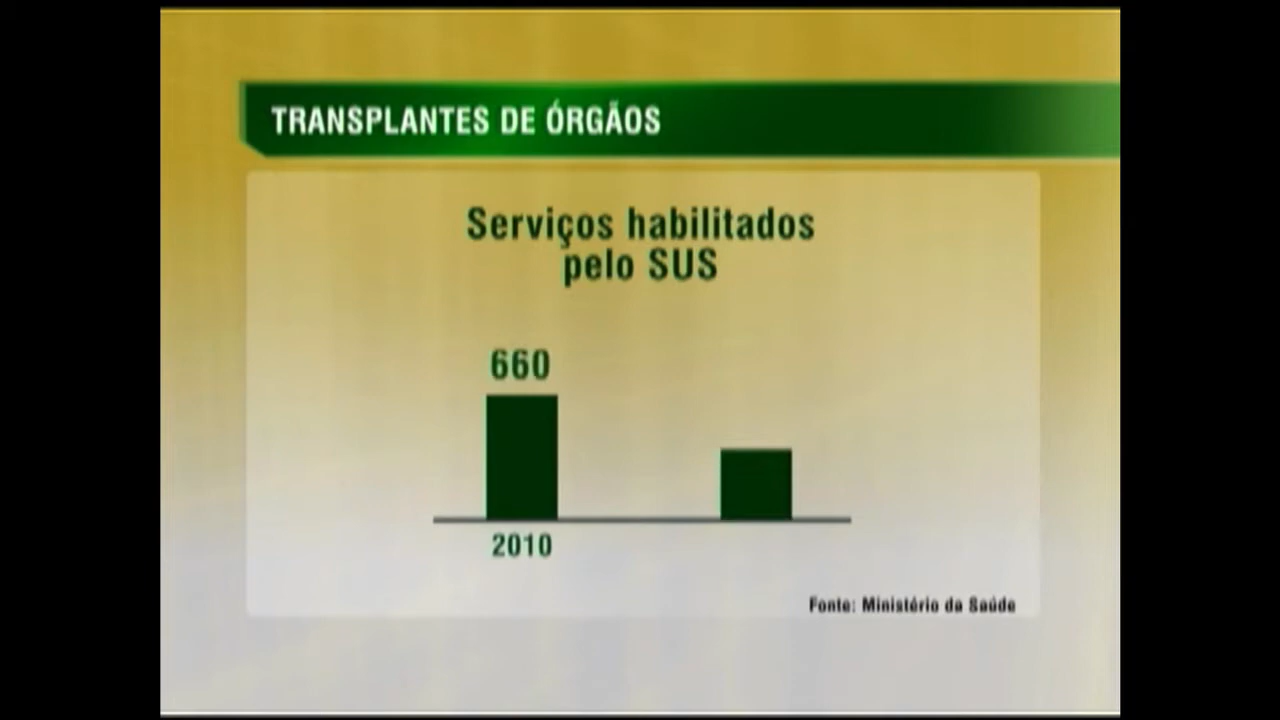 TRANSPLANTES DE ÓRGÃOS
Serviços habilitados
pelo SUS
660
2010
Fonte: Ministério da Saúde